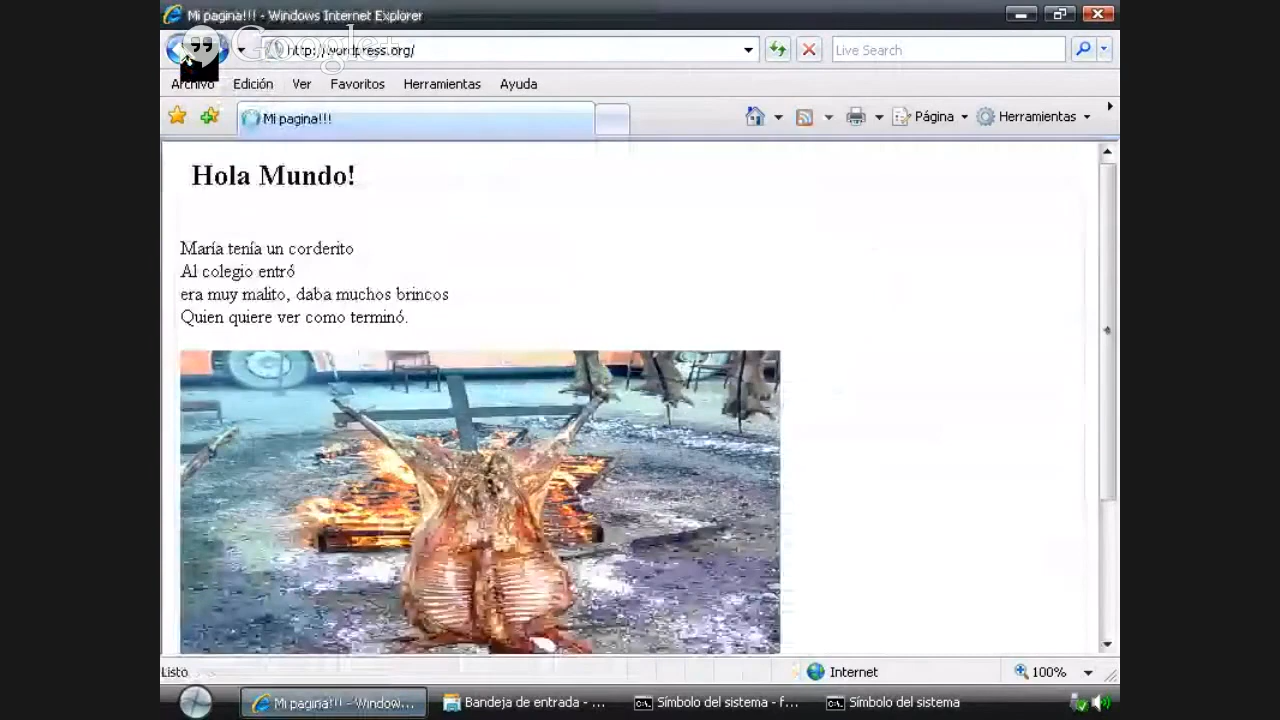 Mi pagina!!! - Windows Internet Explorer
Google+
http://wordpress.org/
Live Search
Archivo Edición Ver Favoritos Herramientas Ayuda
Mi pagina!!!
Página
Herramientas
Hola Mundo!
María tenía un corderito
Al colegio entró
era muy malito, daba muchos brincos
Quien quiere ver como terminó.
Listo
Internet
100%
Mi pagina!!! - Window...
Bandeja de entrada - ...
Símbolo del sistema - f...
Símbolo del sistema